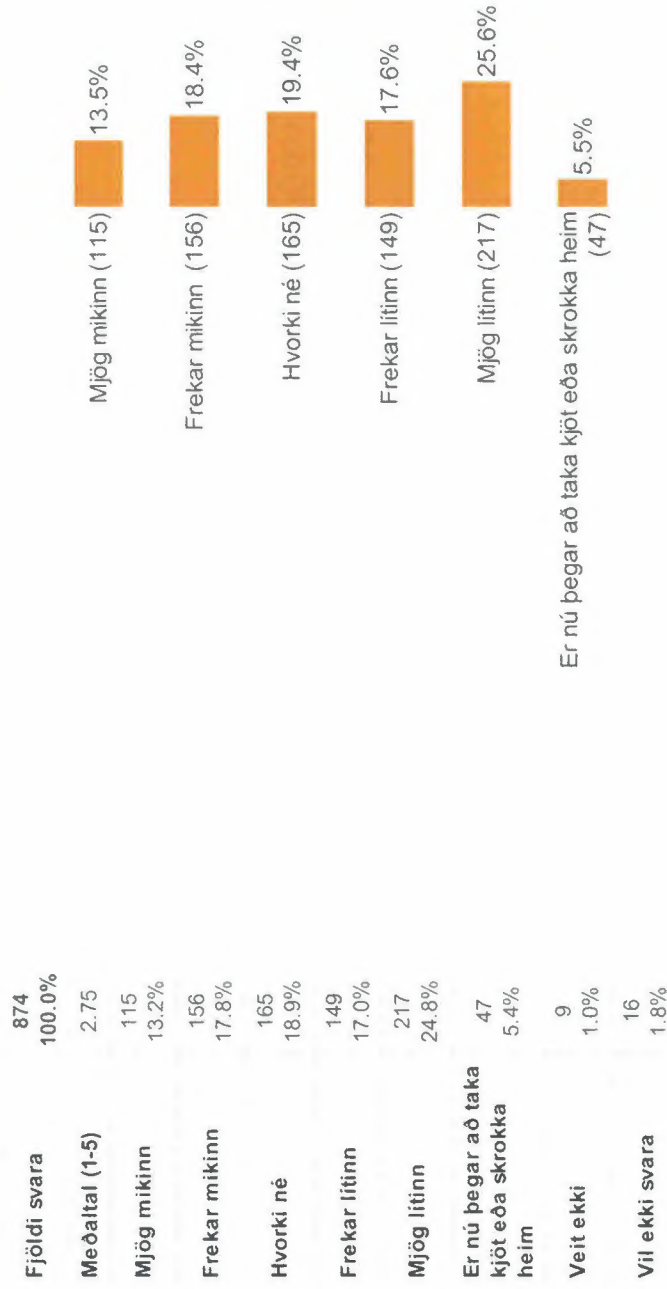 Fjöldi svara 874
100.0%
Meðaltal (1-5) 2.75
Mjög mikinn 115
13.2%
Frekar mikinn 156
17.8%
Hvorki né 165
18.9%
Frekar lítinn 149
17.0%
Mjög lítinn 217
24.8%
Er nú þegar að taka 47
kjöt eða skrokka 5.4%
heim
Veit ekki 9
1.0%
Vil ekki svara 16
1.8%
Mjög mikinn (115) 13.5%
Frekar mikinn (156) 18.4%
Hvorki né (165) 19.4%
Frekar lítinn (149) 17.6%
Mjög lítinn (217) 25.6%
Er nú þegar að taka kjöt eða skrokka heim 5.5%
(47)